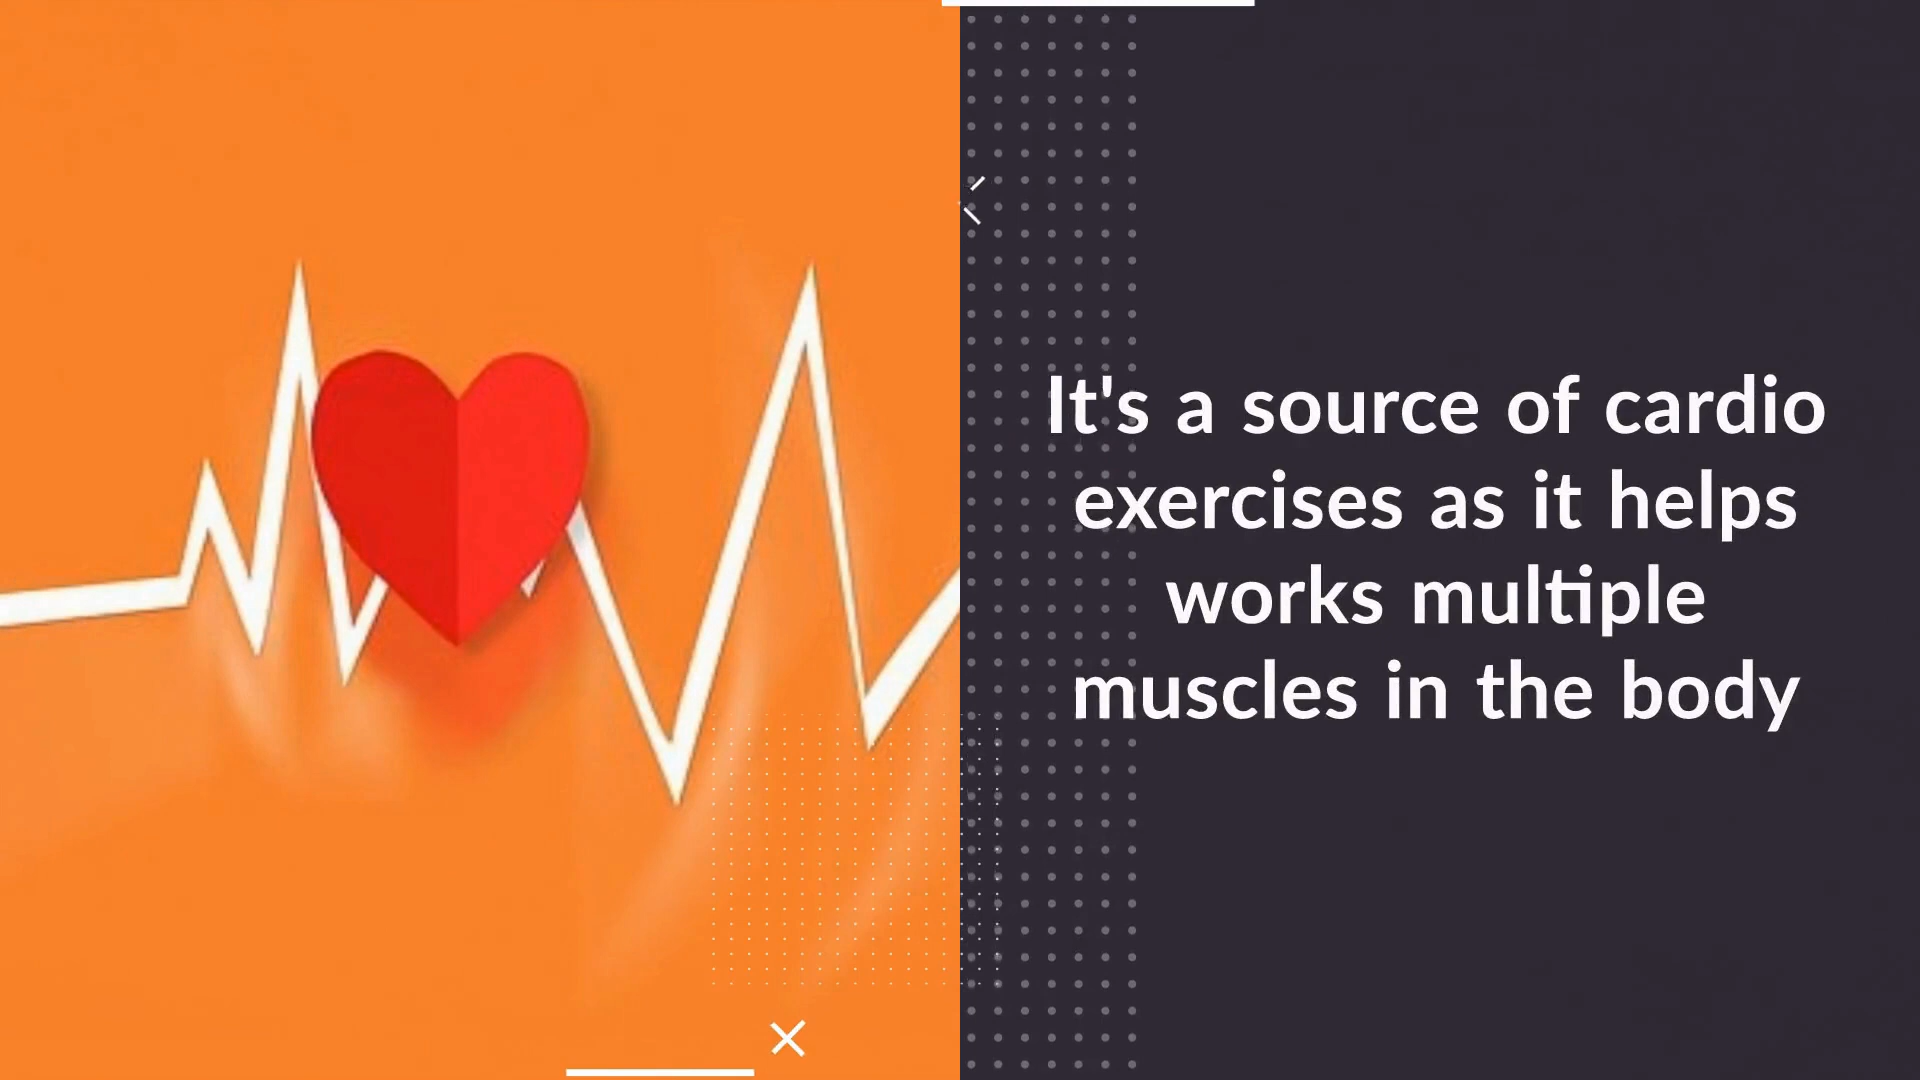 It's a source of cardio
exercises as it helps
works multiple
muscles in the body